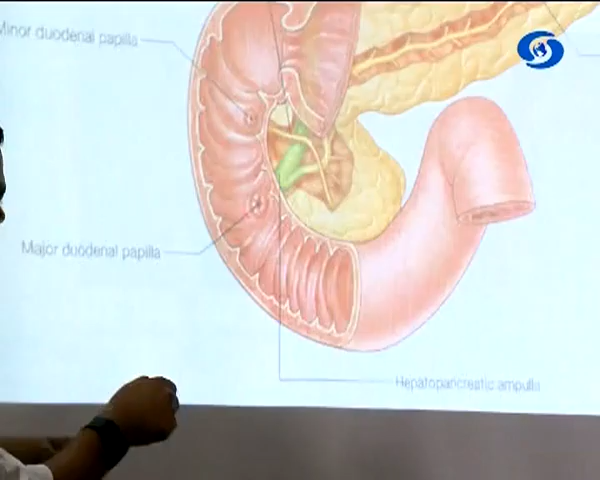 Minor duodenal papilla
Major duodenal papilla
Hepatopancreatic ampulla